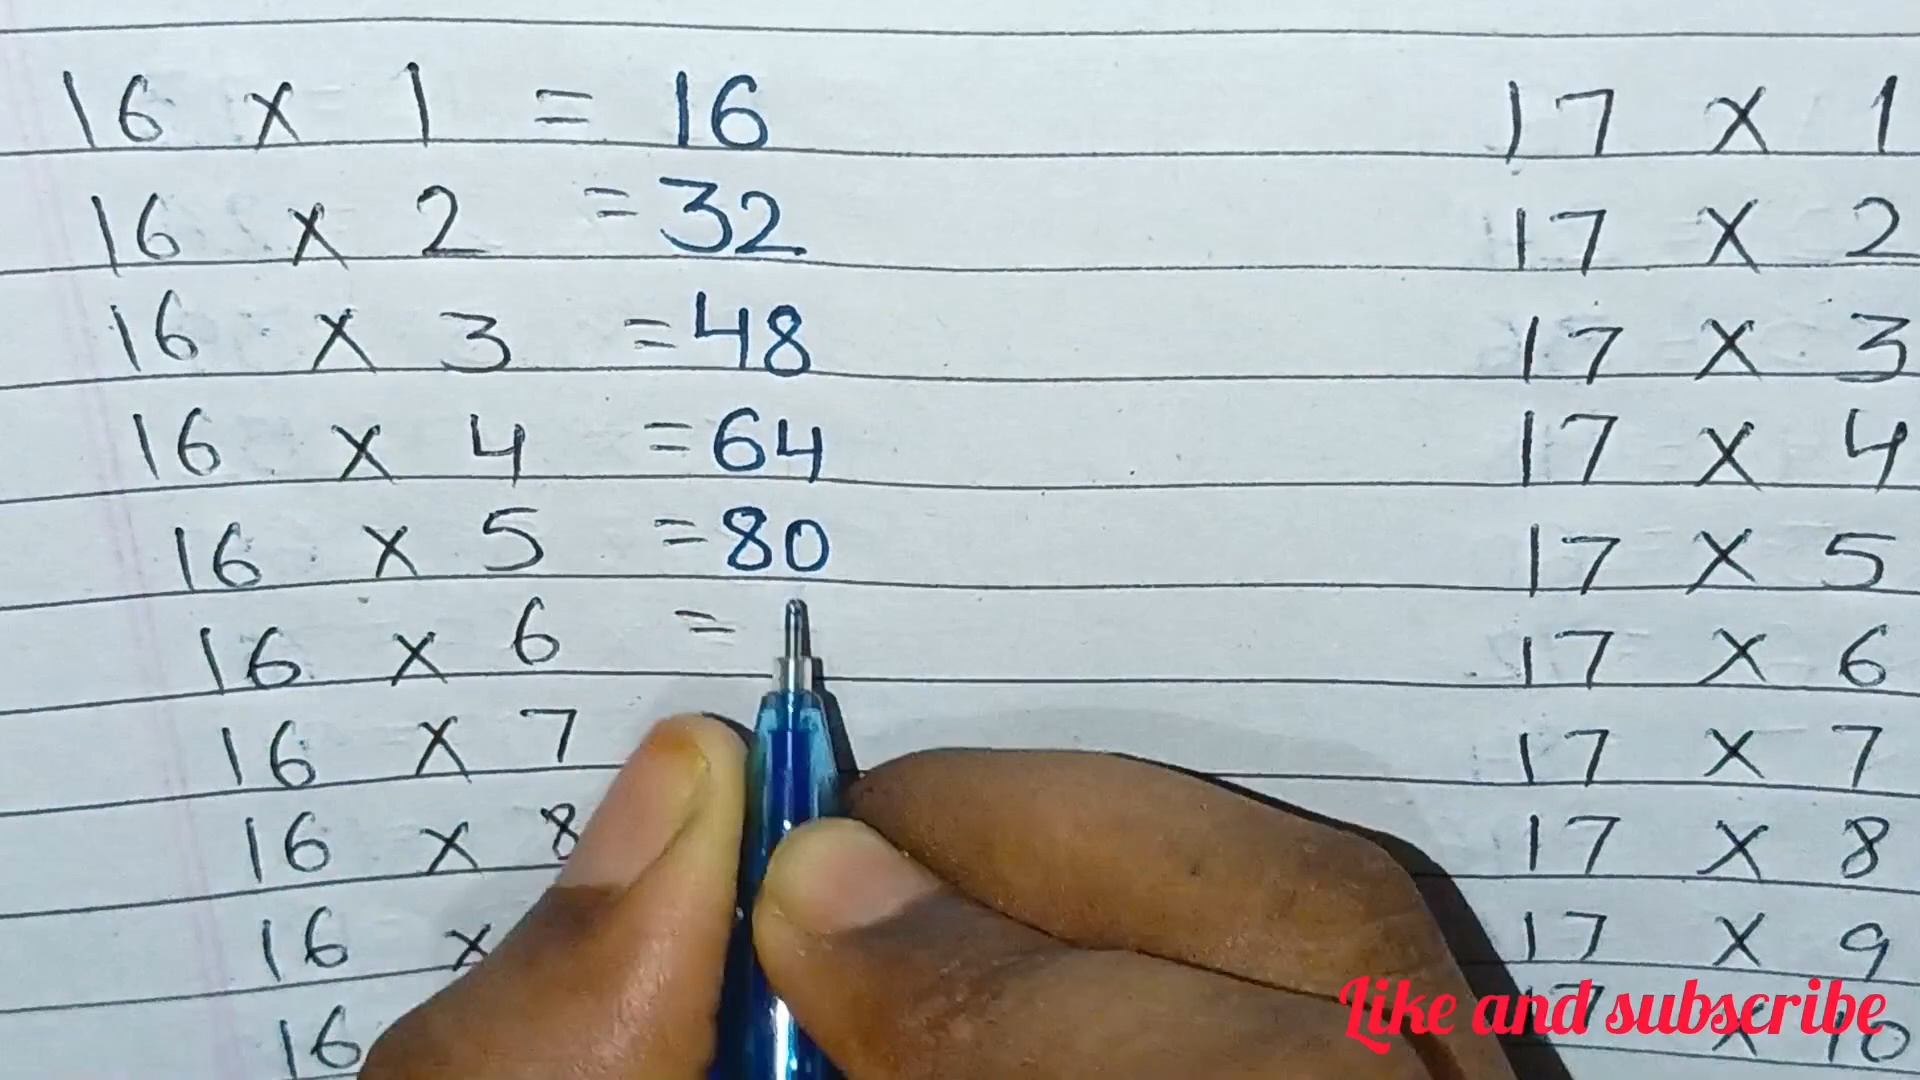 16 x 1 = 16
16 x 2 = 32
16 x 3 = 48
16 x 4 = 64
16 x 5 = 80
16 x 6 =
16 x 7
16 x 8
16 x
16
17 x 1
17 x 2
17 x 3
17 x 4
17 x 5
17 x 6
17 x 7
17 x 8
17 x 9
17 x 10
Like and subscribe